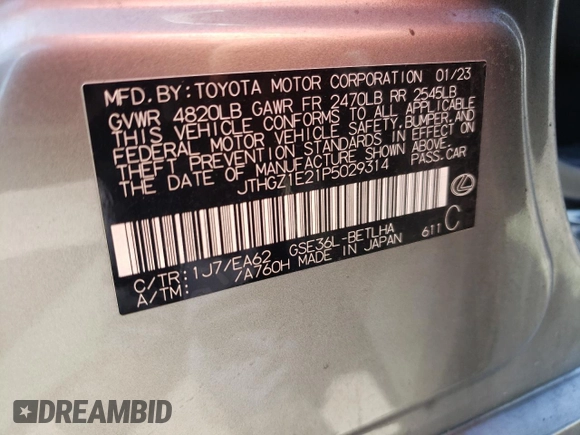 MFD. BY: TOYOTA MOTOR CORPORATION 01/23
GVWR 4820LB GAWR FR 2470LB RR 2545LB
THIS VEHICLE CONFORMS TO ALL APPLICABLE
FEDERAL MOTOR VEHICLE SAFETY, BUMPER, AND
THEFT PREVENTION STANDARDS IN EFFECT ON
THE DATE OF MANUFACTURE SHOWN ABOVE.
JTHGZ1E21P5029314 PASS. CAR
C
C/TR: 1J7/EA62 GSE36L-BETLHA 611
A/TM: /A760H MADE IN JAPAN
DREAMBID